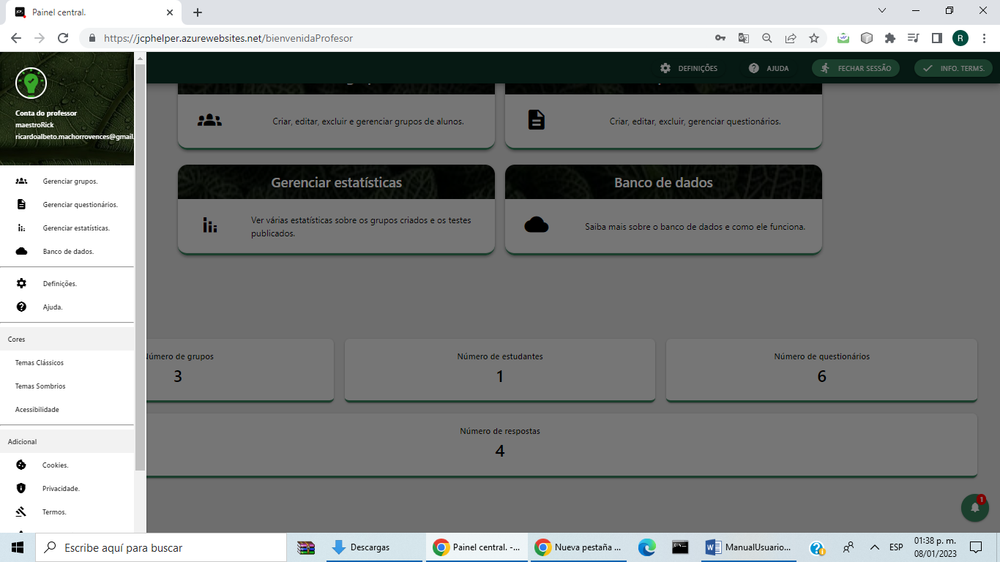 Painel central.
https://jcphelper.azurewebsites.net/bienvenidaProfesor
R
DEFINIÇÕES
AJUDA
FECHAR SESSÃO
INFO. TERMS.
Conta do professor
maestroRick
ricardoalbeto.machorrovences@gmail.
Gerenciar grupos.
Gerenciar questionários.
Gerenciar estatísticas.
Banco de dados.
Definições.
Ajuda.
Cores
Temas Clássicos
Temas Sombrios
Acessibilidade
Adicional
Cookies.
Privacidade.
Termos.
Criar, editar, excluir e gerenciar grupos de alunos.
Criar, editar, excluir, gerenciar questionários.
Gerenciar estatísticas
Ver várias estatísticas sobre os grupos criados e os testes
publicados.
Banco de dados
Saiba mais sobre o banco de dados e como ele funciona.
Número de grupos
3
Número de estudantes
1
Número de questionários
6
Número de respostas
4
1
Escribe aquí para buscar
Descargas
Painel central. -...
Nueva pestaña ...
ManualUsuario...
ESP
01:38 p. m.
08/01/2023